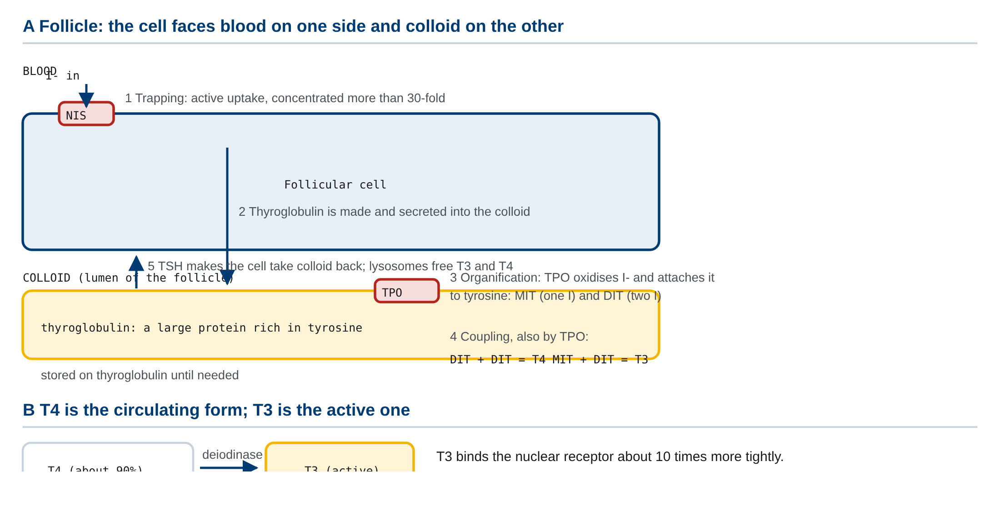 A Follicle: the cell faces blood on one side and colloid on the other
BLOOD
I- in
1 Trapping: active uptake, concentrated more than 30-fold
NIS
Follicular cell
2 Thyroglobulin is made and secreted into the colloid
5 TSH makes the cell take colloid back; lysosomes free T3 and T4
COLLOID (lumen of the follicle)
3 Organification: TPO oxidises I- and attaches it
to tyrosine: MIT (one I) and DIT (two I)
TPO
thyroglobulin: a large protein rich in tyrosine
4 Coupling, also by TPO:
DIT + DIT = T4 MIT + DIT = T3
stored on thyroglobulin until needed
B T4 is the circulating form; T3 is the active one
deiodinase
T3 binds the nuclear receptor about 10 times more tightly.
T4 (about 90%)
T3 (active)